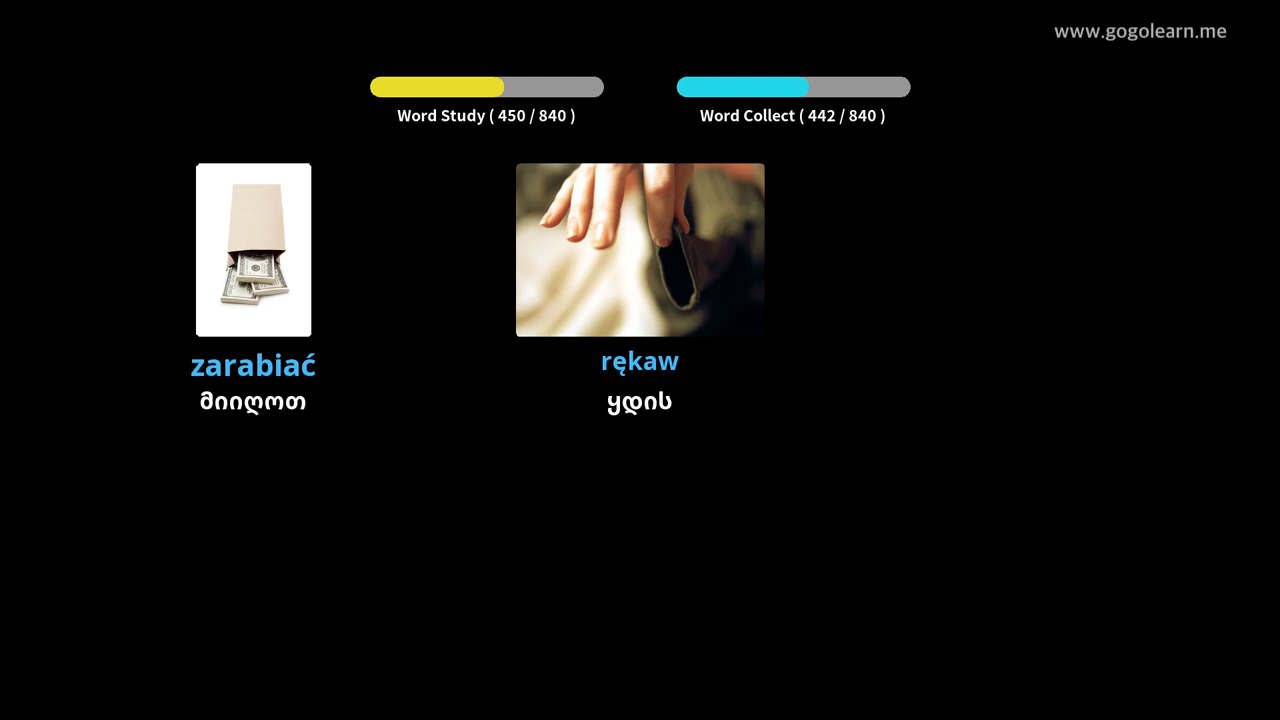 www.gogolearn.me
Word Study ( 450 / 840 )
Word Collect ( 442 / 840 )
zarabiać
მიიღოთ
rękaw
ყდის